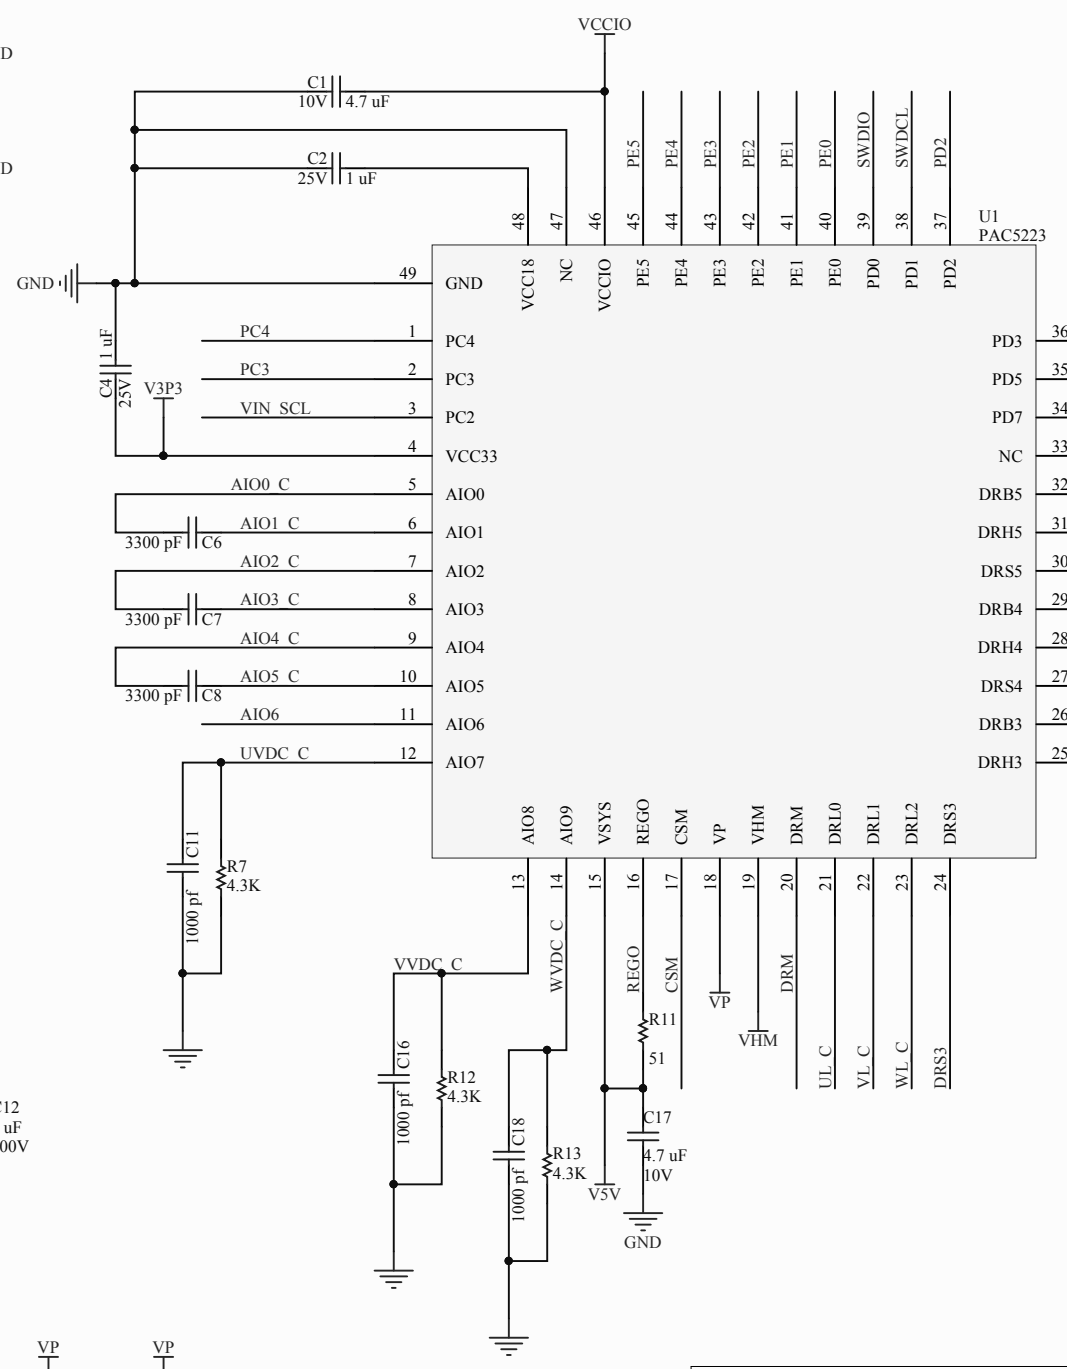 VCCIO
D
C1
10V
4.7 uF
PE5
PE4
PE3
PE2
PE1
PE0
SWDIO
SWDCL
PD2
D
C2
25V
1 uF
48
47
46
45
44
43
42
41
40
39
38
37
U1
PAC5223
VCC18
NC
VCCIO
PE5
PE4
PE3
PE2
PE1
PE0
PD0
PD1
PD2
GND
49
GND
PC4
1
PC4
PD3
36
1 uF
C4
25V
PC3
2
PC3
PD5
35
V3P3
VIN_SCL
3
PC2
PD7
34
4
VCC33
NC
33
AIO0_C
5
AIO0
DRB5
32
AIO1_C
6
AIO1
DRH5
31
3300 pF
C6
AIO2_C
7
AIO2
DRS5
30
AIO3_C
8
AIO3
DRB4
29
3300 pF
C7
AIO4_C
9
AIO4
DRH4
28
AIO5_C
10
AIO5
DRS4
27
3300 pF
C8
AIO6
11
AIO6
DRB3
26
UVDC_C
12
AIO7
DRH3
25
AIO8
AIO9
VSYS
REGO
CSM
VP
VHM
DRM
DRL0
DRL1
DRL2
DRS3
C11
1000 pf
R7
4.3K
13
14
15
16
17
18
19
20
21
22
23
24
VVDC_C
WVDC_C
REGO
CSM
VP
VHM
DRM
UL_C
VL_C
WL_C
DRS3
R11
51
C16
1000 pf
R12
4.3K
C12
uF
00V
C18
1000 pf
R13
4.3K
C17
4.7 uF
10V
V5V
GND
VP
VP